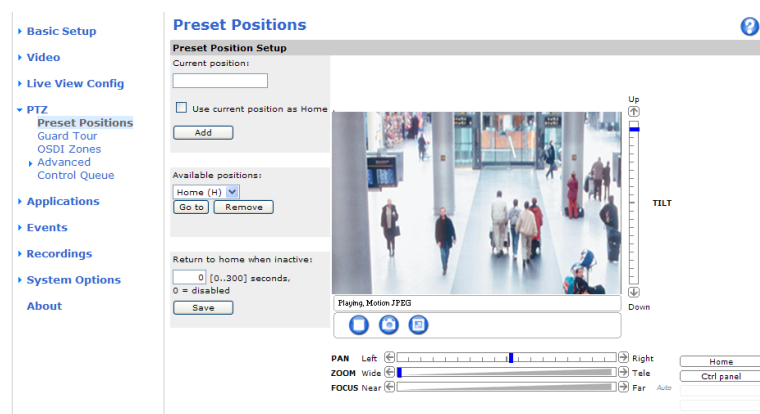 Basic Setup
Video
Live View Config
PTZ
Preset Positions
Guard Tour
OSDI Zones
Advanced
Control Queue
Applications
Events
Recordings
System Options
About
Preset Positions
?
Preset Position Setup
Current position:
Use current position as Home
Add
Available positions:
Home (H)
Go to
Remove
Return to home when inactive:
0 [0..300] seconds,
0 = disabled
Save
Up
TILT
Down
Playing, Motion JPEG
PAN Left Right
ZOOM Wide Tele
FOCUS Near Far Auto
Home
Ctrl panel